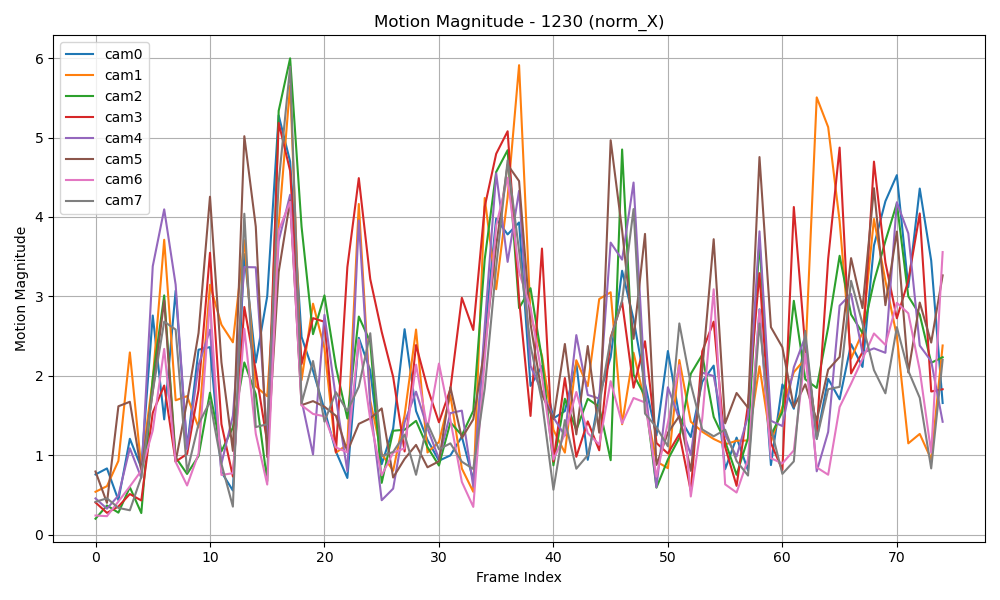 Motion Magnitude - 1230 (norm_X)
cam0
cam1
cam2
cam3
cam4
cam5
cam6
cam7
Motion Magnitude
6
5
4
3
2
1
0
0 10 20 30 40 50 60 70
Frame Index